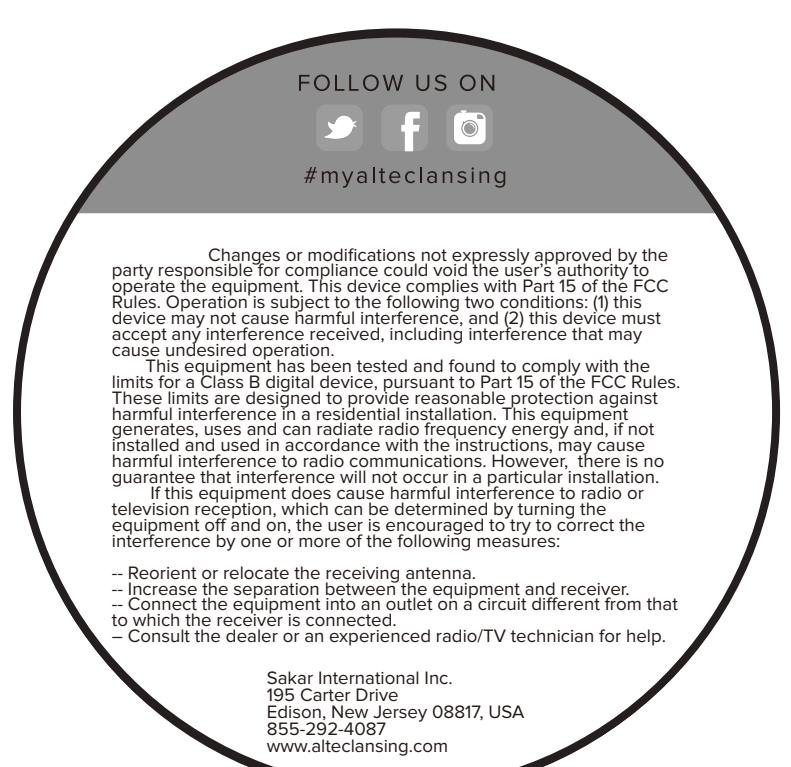 FOLLOW US ON
#myalteclansing
Changes or modifications not expressly approved by the
party responsible for compliance could void the user's authority to
operate the equipment. This device complies with Part 15 of the FCC
Rules. Operation is subject to the following two conditions: (1) this
device may not cause harmful interference, and (2) this device must
accept any interference received, including interference that may
cause undesired operation.
This equipment has been tested and found to comply with the
limits for a Class B digital device, pursuant to Part 15 of the FCC Rules.
These limits are designed to provide reasonable protection against
harmful interference in a residential installation. This equipment
generates, uses and can radiate radio frequency energy and, if not
installed and used in accordance with the instructions, may cause
harmful interference to radio communications. However, there is no
guarantee that interference will not occur in a particular installation.
If this equipment does cause harmful interference to radio or
television reception, which can be determined by turning the
equipment off and on, the user is encouraged to try to correct the
interference by one or more of the following measures:
-- Reorient or relocate the receiving antenna.
-- Increase the separation between the equipment and receiver.
-- Connect the equipment into an outlet on a circuit different from that
to which the receiver is connected.
– Consult the dealer or an experienced radio/TV technician for help.
Sakar International Inc.
195 Carter Drive
Edison, New Jersey 08817, USA
855-292-4087
www.alteclansing.com